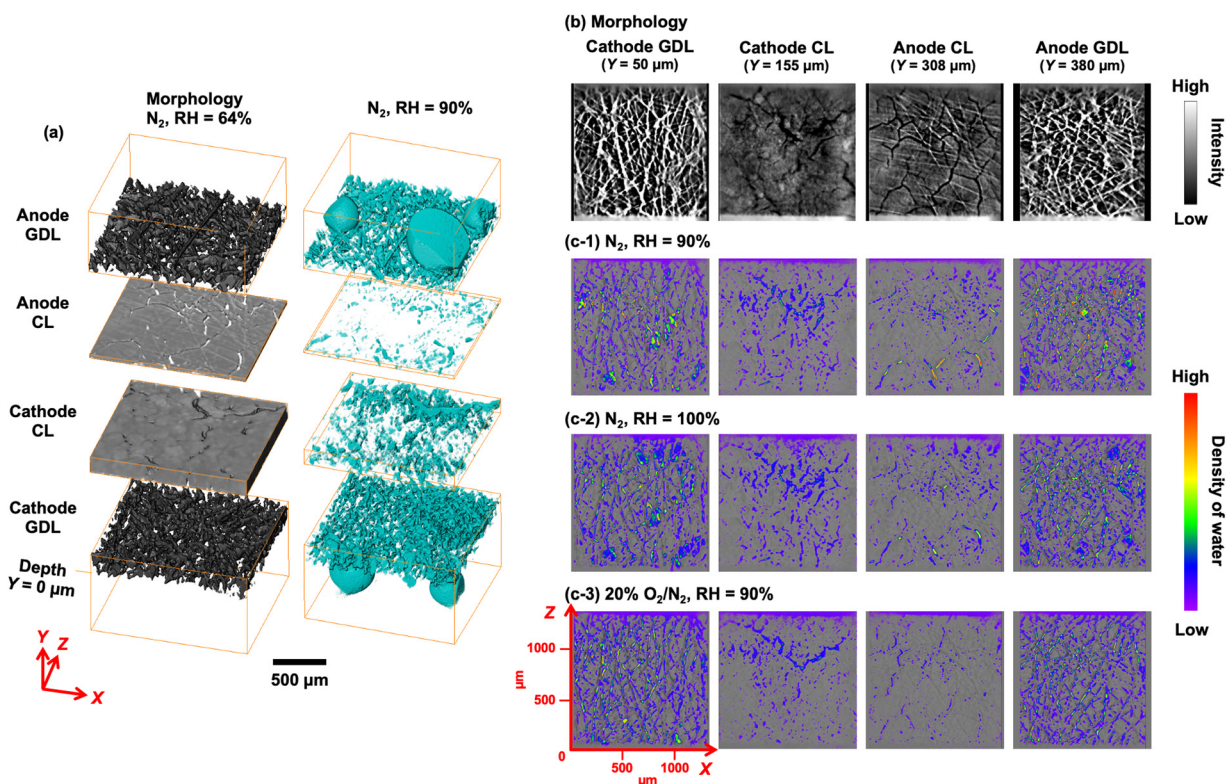 (a)
Morphology
N₂, RH = 64%
N₂, RH = 90%
Anode
GDL
Anode
CL
Cathode
CL
Cathode
GDL
Depth
Y = 0 µm
Y
Z
X
500 µm
(b) Morphology
Cathode GDL
(Y = 50 µm)
Cathode CL
(Y = 155 µm)
Anode CL
(Y = 308 µm)
Anode GDL
(Y = 380 µm)
High
Intensity
Low
(c-1) N₂, RH = 90%
(c-2) N₂, RH = 100%
(c-3) 20% O₂/N₂, RH = 90%
High
Density of water
Low
Z
1000
µm
500
0
500
1000
µm
X